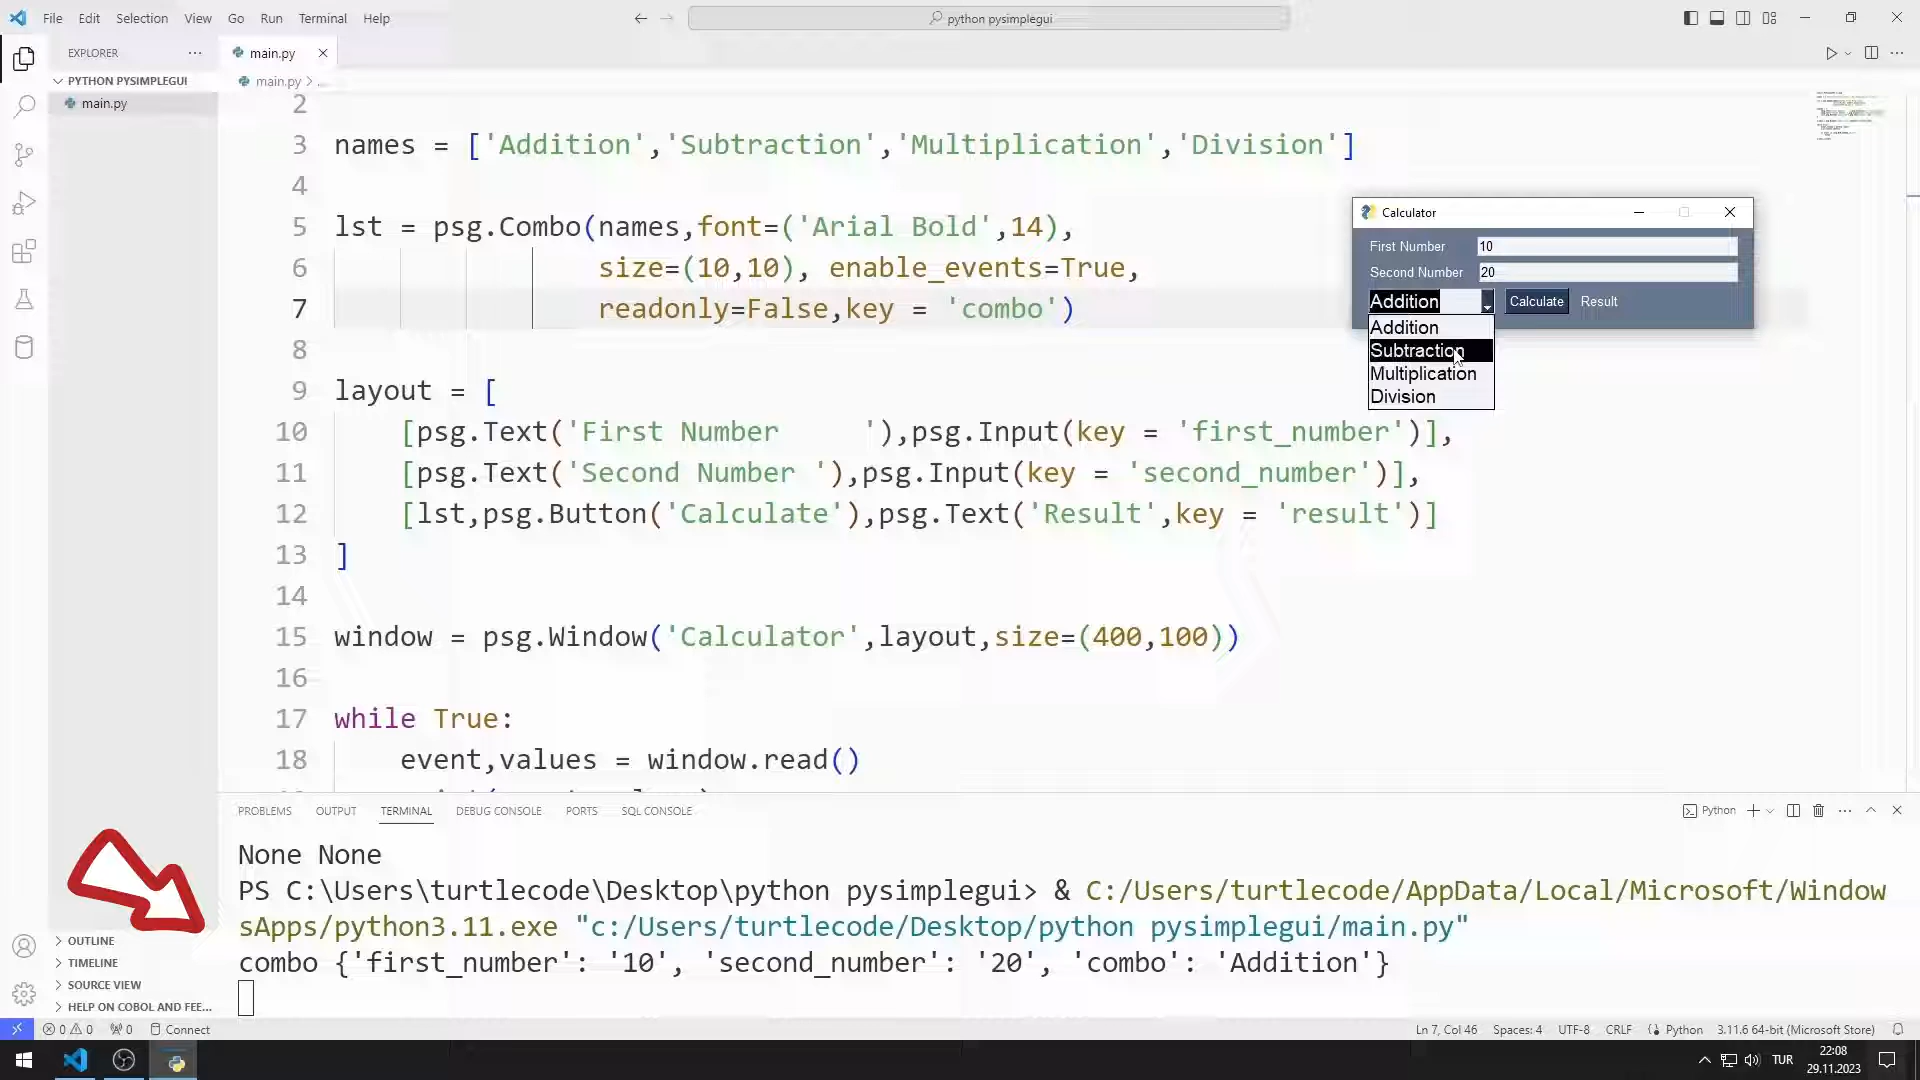 File Edit Selection View Go Run Terminal Help
python pysimplegui
EXPLORER
main.py
PYTHON PYSIMPLEGUI
main.py
main.py
2
3 names = ['Addition','Subtraction','Multiplication','Division']
4
5 lst = psg.Combo(names,font=('Arial Bold',14),
6 size=(10,10), enable_events=True,
7 readonly=False,key = 'combo')
8
9 layout = [
10 [psg.Text('First Number     '),psg.Input(key = 'first_number')],
11 [psg.Text('Second Number '),psg.Input(key = 'second_number')],
12 [lst,psg.Button('Calculate'),psg.Text('Result',key = 'result')]
13 ]
14
15 window = psg.Window('Calculator',layout,size=(400,100))
16
17 while True:
18 event,values = window.read()
Calculator
First Number 10
Second Number 20
Addition Calculate Result
Addition
Subtraction
Multiplication
Division
PROBLEMS OUTPUT TERMINAL DEBUG CONSOLE PORTS SQL CONSOLE
Python
None None
PS C:\Users\turtlecode\Desktop\python pysimplegui> & C:/Users/turtlecode/AppData/Local/Microsoft/Window
sApps/python3.11.exe "c:/Users/turtlecode/Desktop/python pysimplegui/main.py"
combo {'first_number': '10', 'second_number': '20', 'combo': 'Addition'}
OUTLINE
TIMELINE
SOURCE VIEW
HELP ON COBOL AND FEE...
0 0 0 Connect
Ln 7, Col 46 Spaces: 4 UTF-8 CRLF Python 3.11.6 64-bit (Microsoft Store)
TUR
22:08
29.11.2023